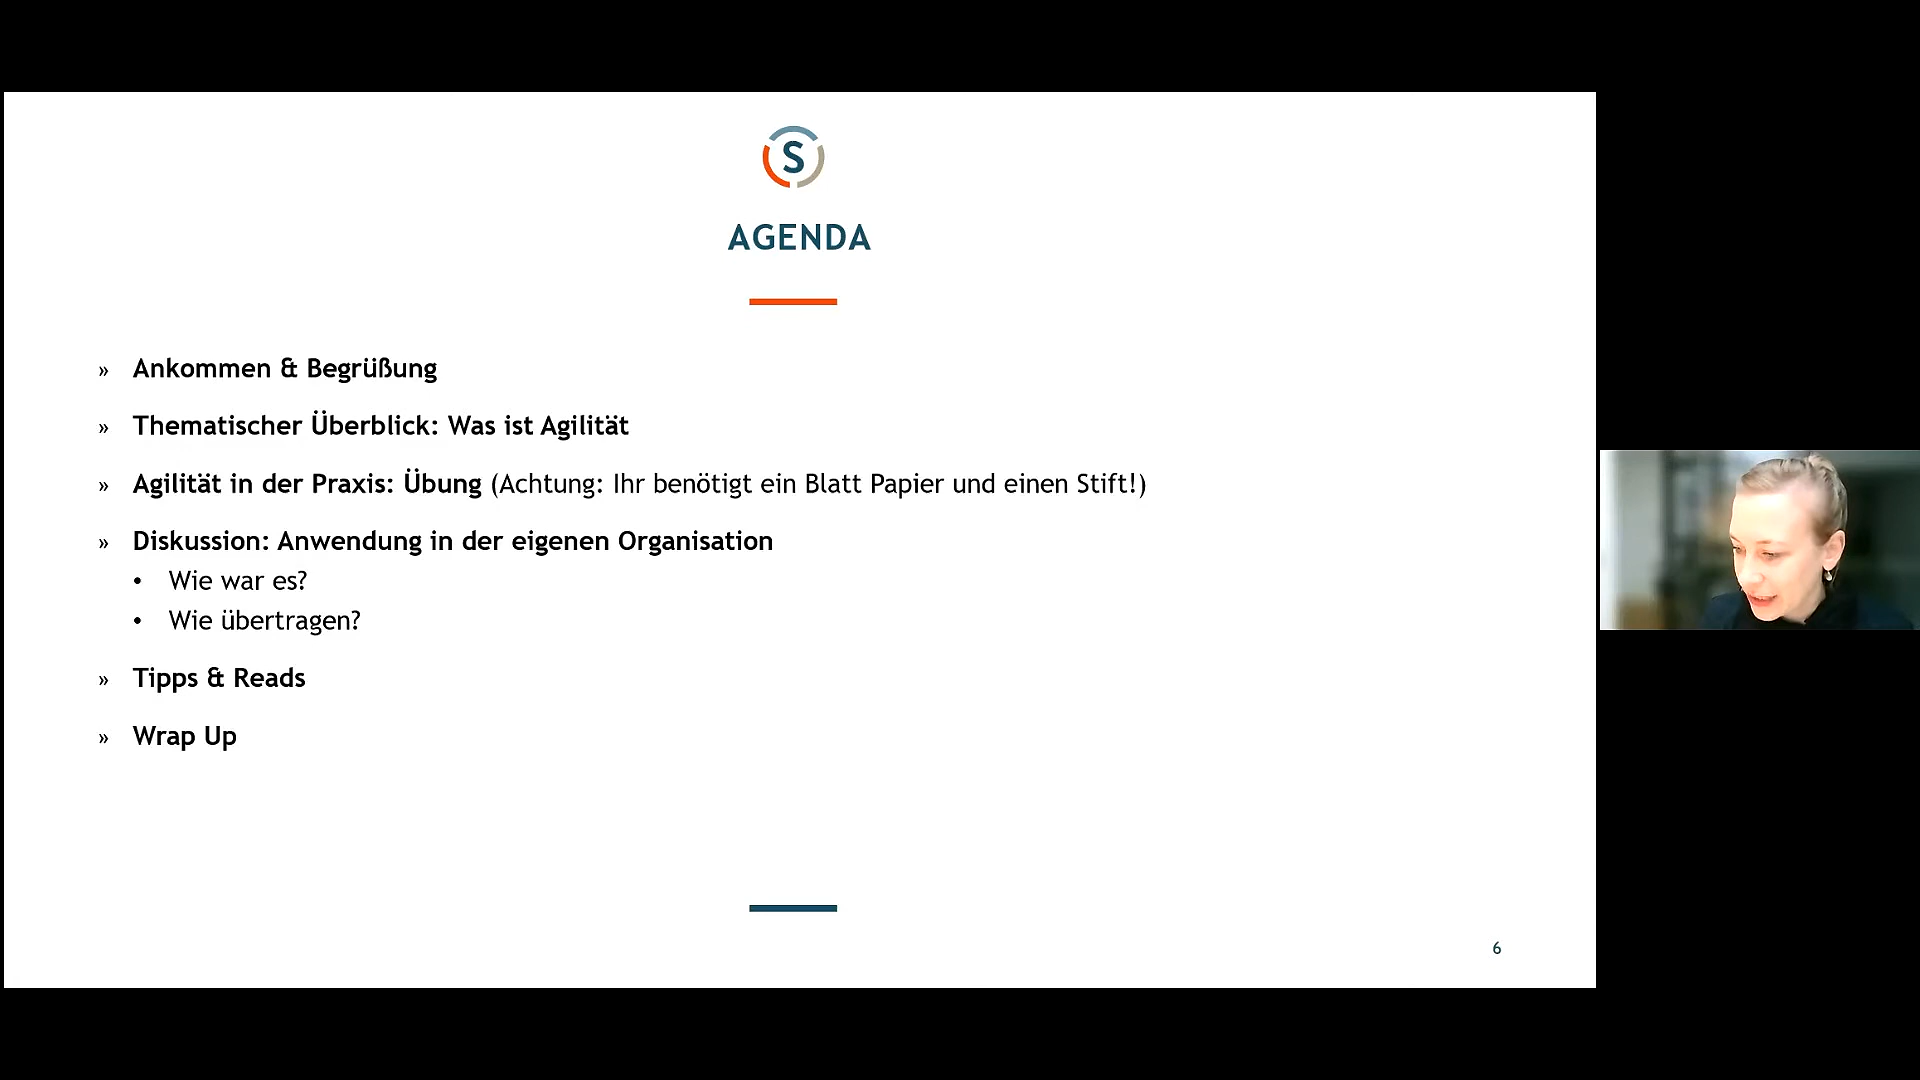 S
AGENDA
» Ankommen & Begrüßung
» Thematischer Überblick: Was ist Agilität
» Agilität in der Praxis: Übung (Achtung: Ihr benötigt ein Blatt Papier und einen Stift!)
» Diskussion: Anwendung in der eigenen Organisation
• Wie war es?
• Wie übertragen?
» Tipps & Reads
» Wrap Up
6